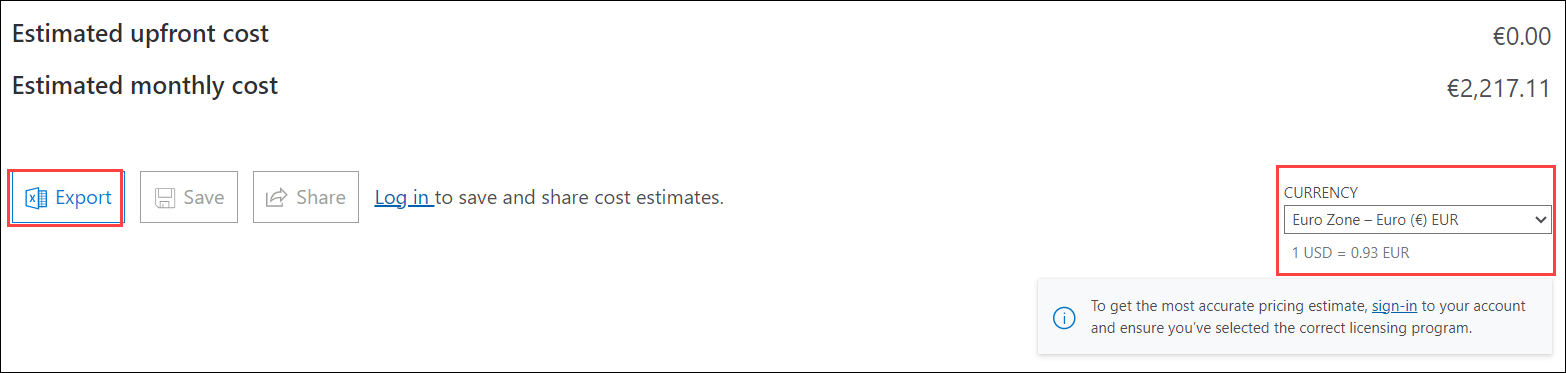 Estimated upfront cost €0.00
Estimated monthly cost €2,217.11
Export Save Share Log in to save and share cost estimates.
CURRENCY
Euro Zone – Euro (€) EUR
1 USD = 0.93 EUR
To get the most accurate pricing estimate, sign-in to your account
and ensure you’ve selected the correct licensing program.